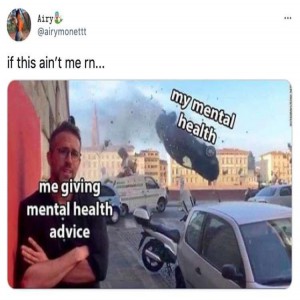 Airy
@airymonettt
if this ain't me rn...
my mental
health
me giving
mental health
advice